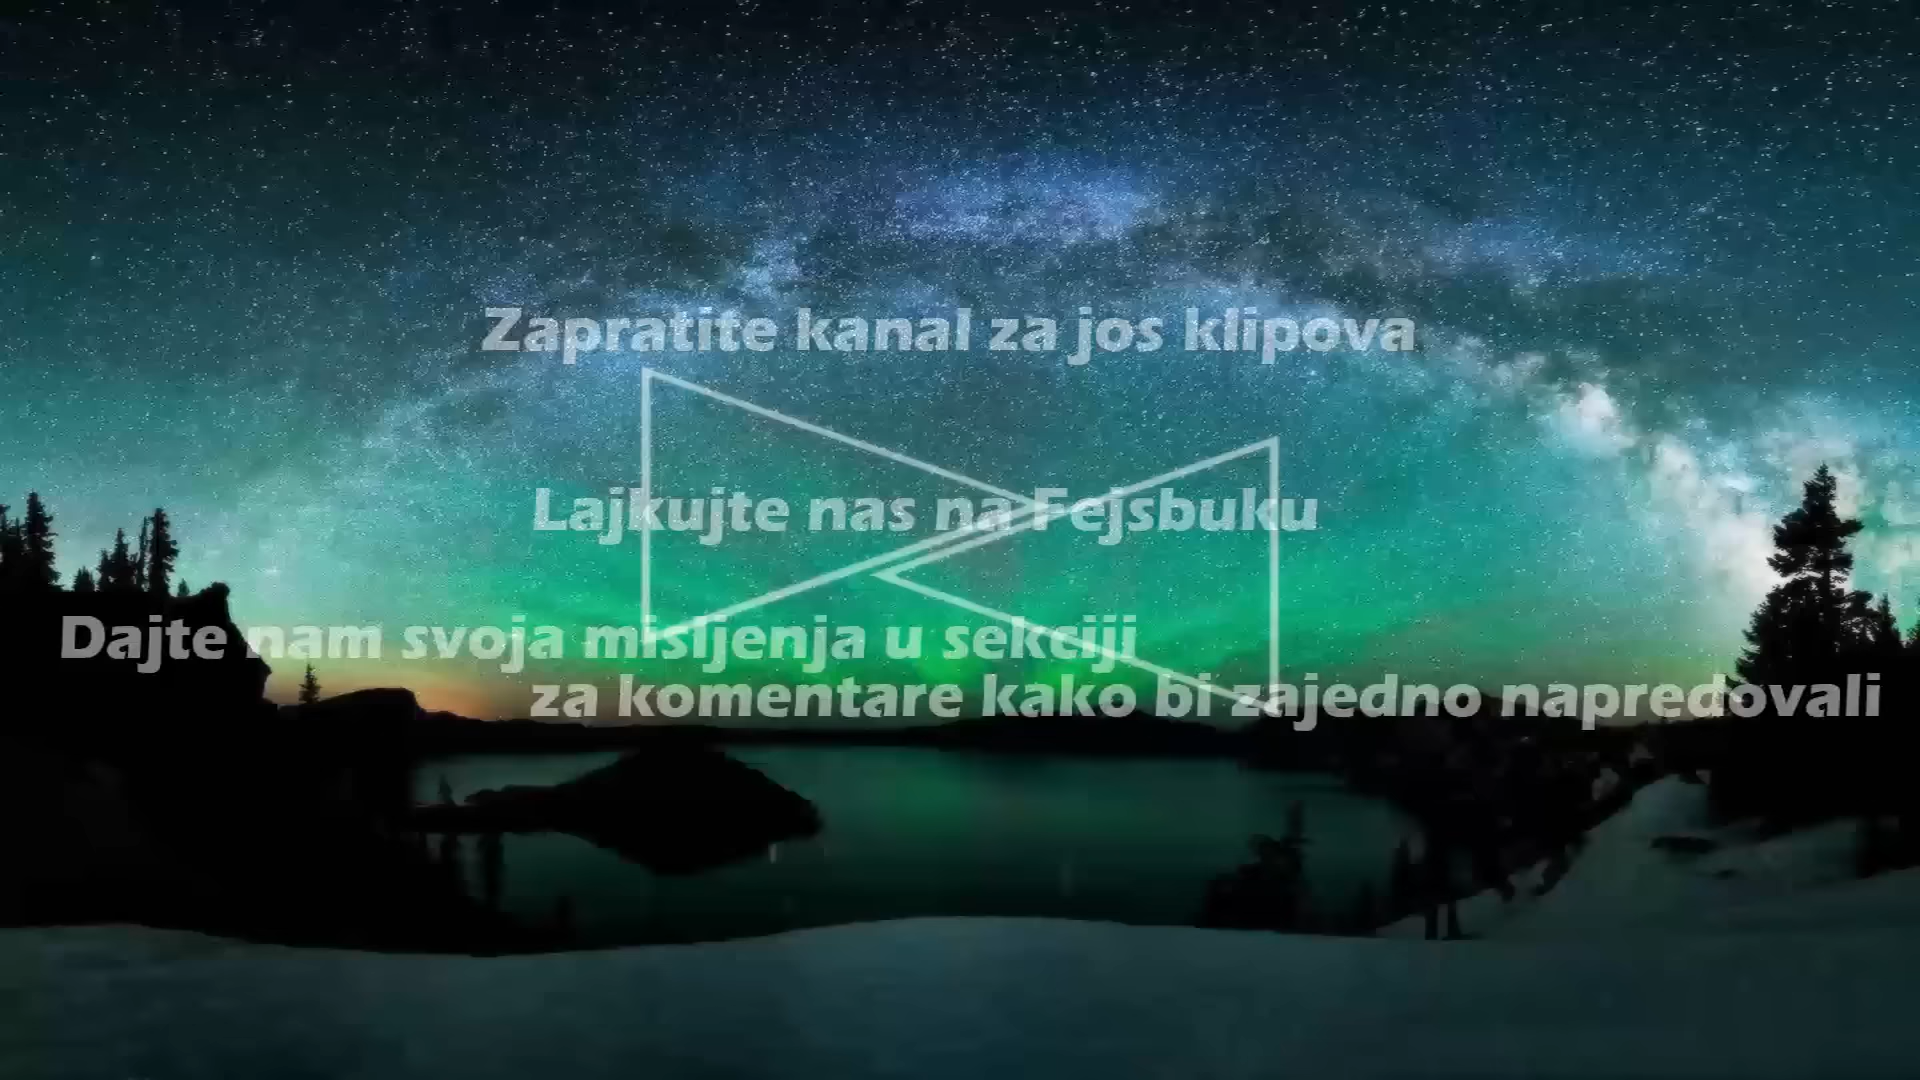 Zapratite kanal za jos klipova
Lajkujte nas na Fejsbuku
Dajte nam svoja misljenja u sekciji
za komentare kako bi zajedno napredovali